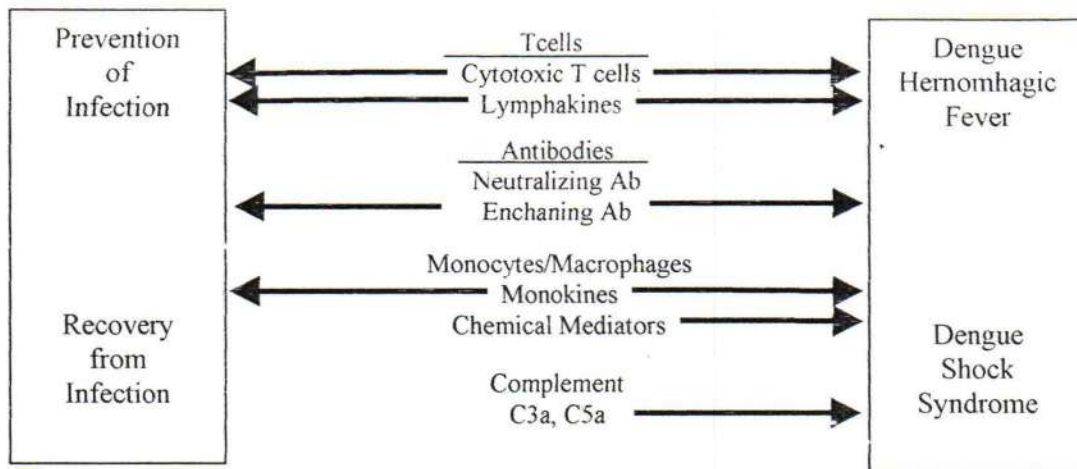 Prevention
of
Infection
Recovery
from
Infection
Tcells
Cytotoxic T cells
Lymphakines
Antibodies
Neutralizing Ab
Enchaning Ab
Monocytes/Macrophages
Monokines
Chemical Mediators
Complement
C3a, C5a
Dengue
Hernomhagic
Fever
Dengue
Shock
Syndrome